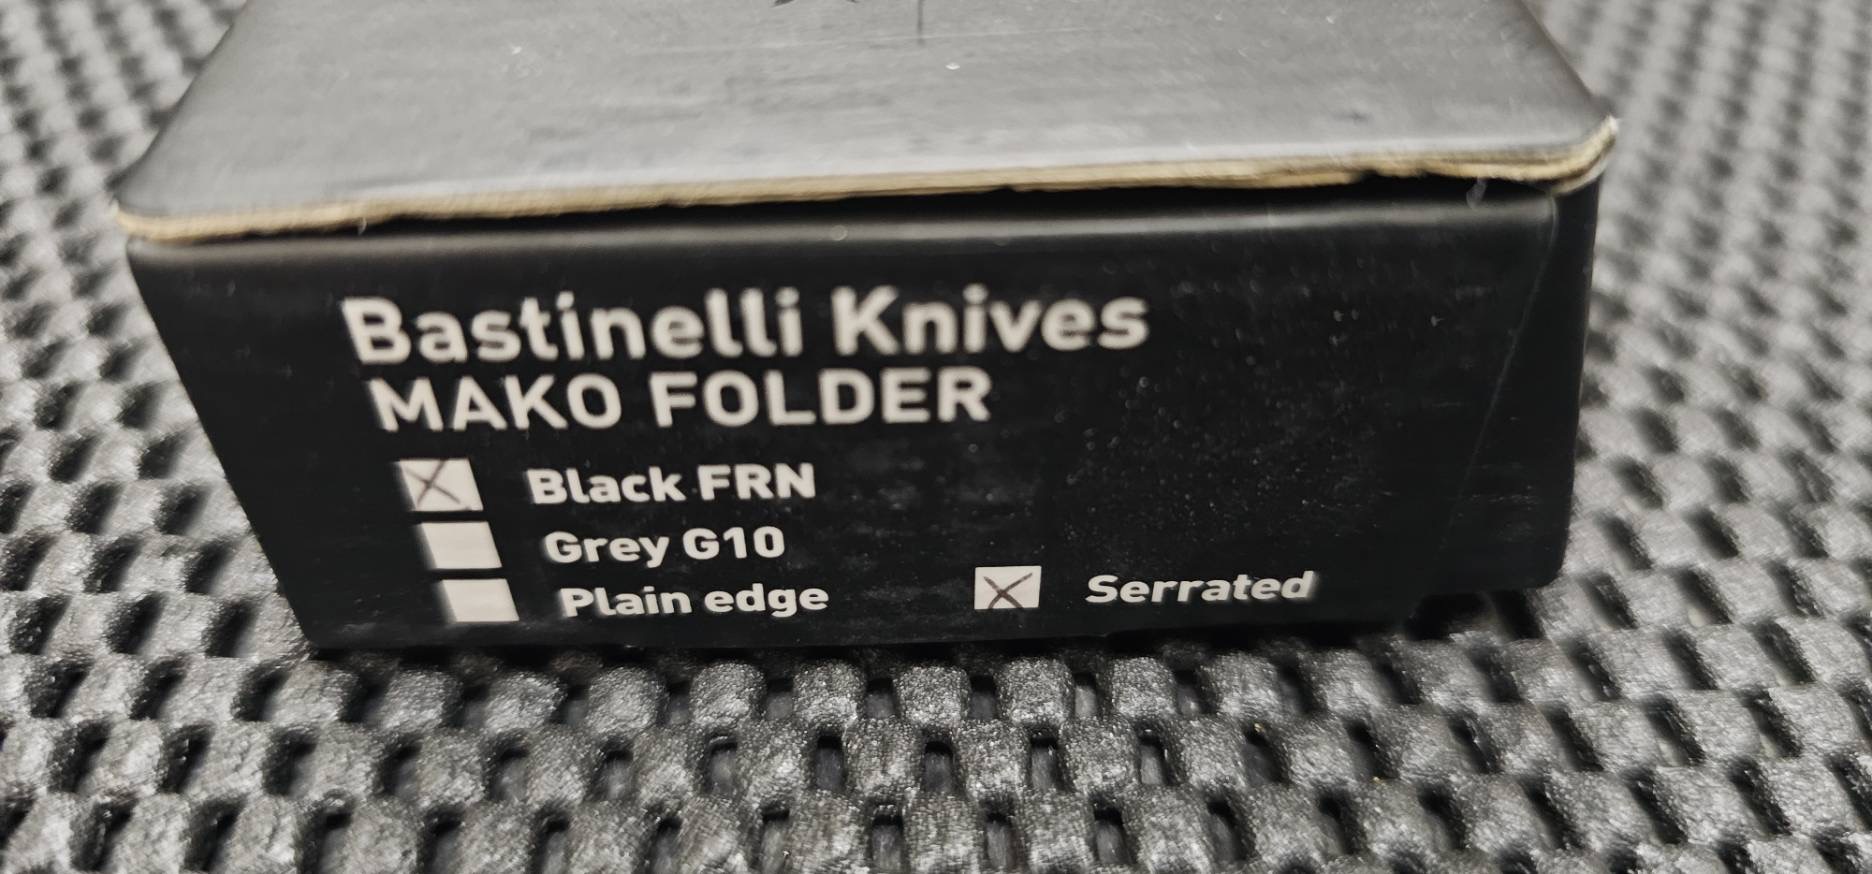 Bastinelli Knives
MAKO FOLDER
Black FRN
Grey G10
Plain edge Serrated